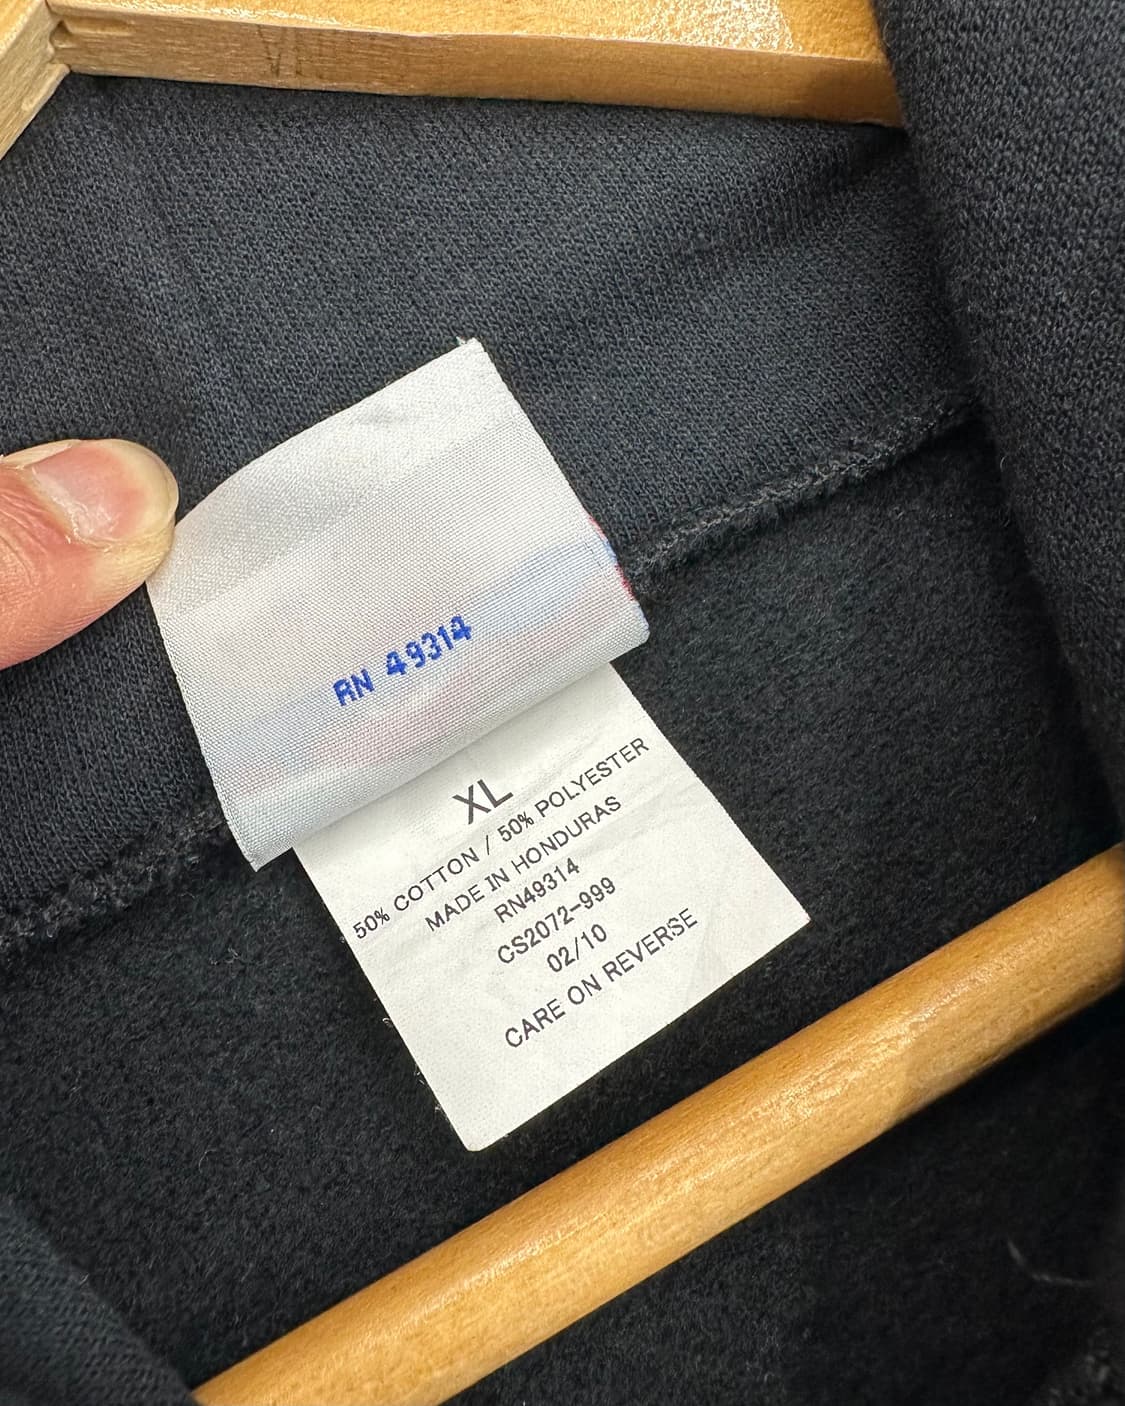 RN 49314
XL
50% COTTON / 50% POLYESTER
MADE IN HONDURAS
RN49314
CS2072-999
02/10
CARE ON REVERSE